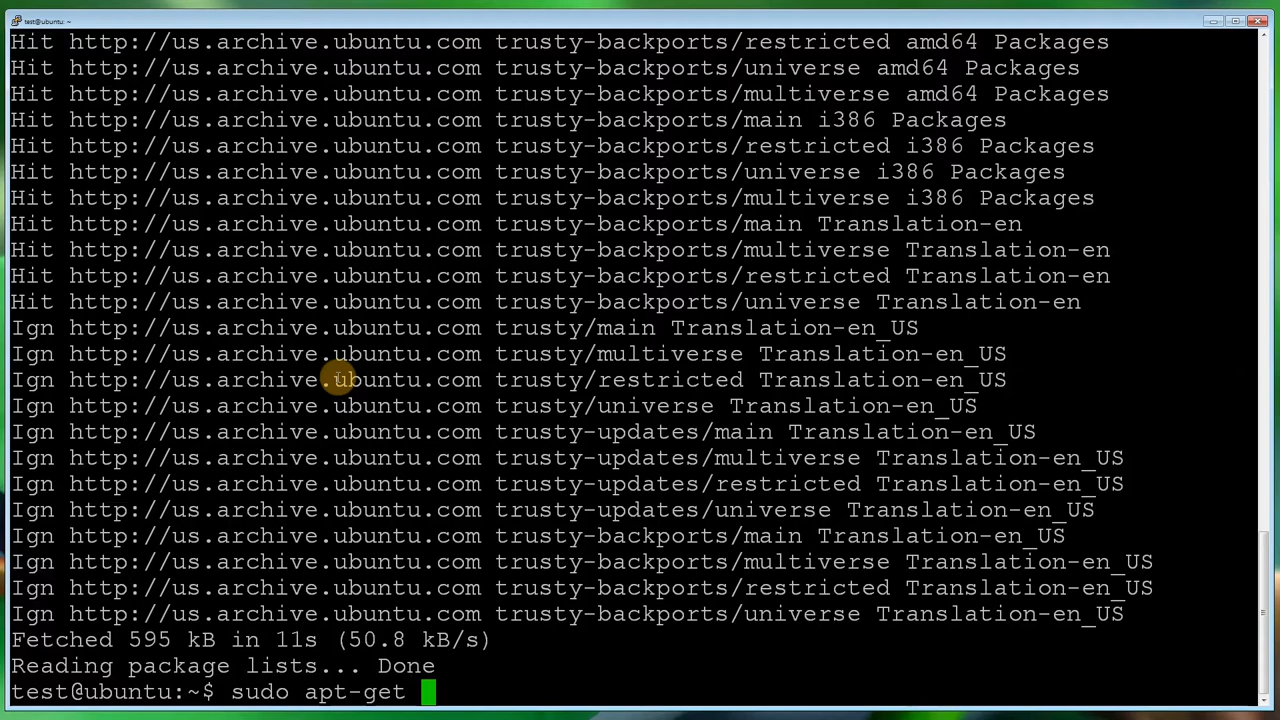 test@ubuntu: ~
Hit http://us.archive.ubuntu.com trusty-backports/restricted amd64 Packages
Hit http://us.archive.ubuntu.com trusty-backports/universe amd64 Packages
Hit http://us.archive.ubuntu.com trusty-backports/multiverse amd64 Packages
Hit http://us.archive.ubuntu.com trusty-backports/main i386 Packages
Hit http://us.archive.ubuntu.com trusty-backports/restricted i386 Packages
Hit http://us.archive.ubuntu.com trusty-backports/universe i386 Packages
Hit http://us.archive.ubuntu.com trusty-backports/multiverse i386 Packages
Hit http://us.archive.ubuntu.com trusty-backports/main Translation-en
Hit http://us.archive.ubuntu.com trusty-backports/multiverse Translation-en
Hit http://us.archive.ubuntu.com trusty-backports/restricted Translation-en
Hit http://us.archive.ubuntu.com trusty-backports/universe Translation-en
Ign http://us.archive.ubuntu.com trusty/main Translation-en_US
Ign http://us.archive.ubuntu.com trusty/multiverse Translation-en_US
Ign http://us.archive.ubuntu.com trusty/restricted Translation-en_US
Ign http://us.archive.ubuntu.com trusty/universe Translation-en_US
Ign http://us.archive.ubuntu.com trusty-updates/main Translation-en_US
Ign http://us.archive.ubuntu.com trusty-updates/multiverse Translation-en_US
Ign http://us.archive.ubuntu.com trusty-updates/restricted Translation-en_US
Ign http://us.archive.ubuntu.com trusty-updates/universe Translation-en_US
Ign http://us.archive.ubuntu.com trusty-backports/main Translation-en_US
Ign http://us.archive.ubuntu.com trusty-backports/multiverse Translation-en_US
Ign http://us.archive.ubuntu.com trusty-backports/restricted Translation-en_US
Ign http://us.archive.ubuntu.com trusty-backports/universe Translation-en_US
Fetched 595 kB in 11s (50.8 kB/s)
Reading package lists... Done
test@ubuntu:~$ sudo apt-get